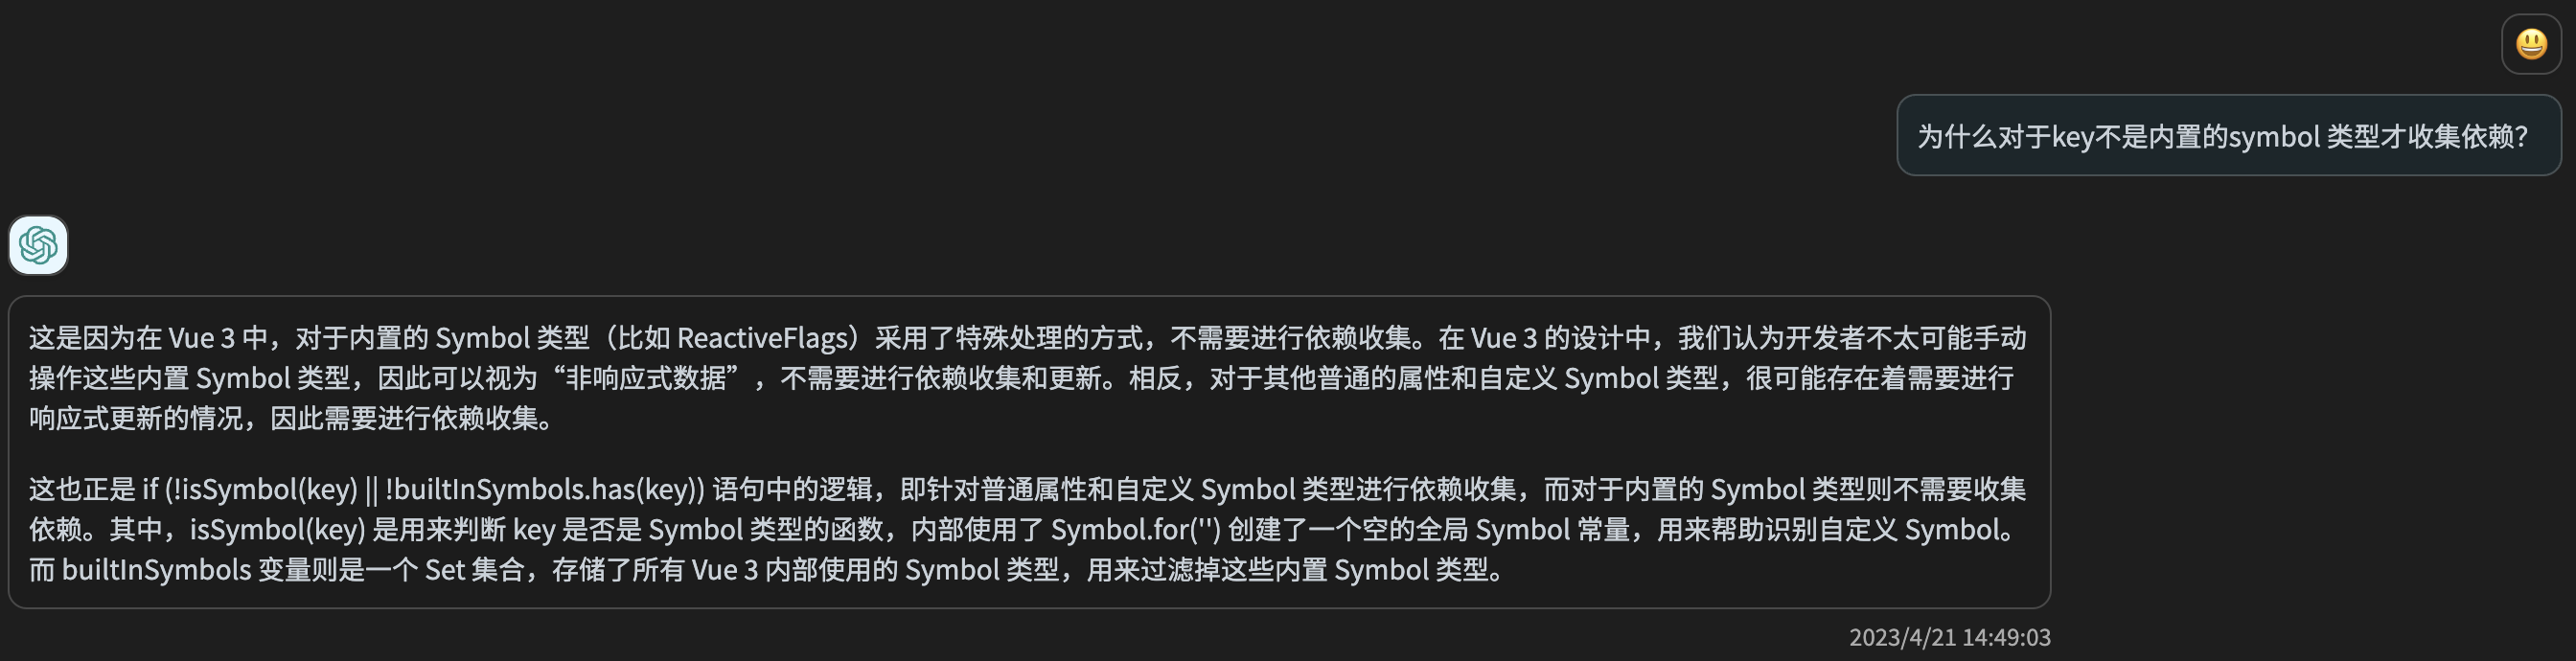 为什么对于key不是内置的symbol 类型才收集依赖？
这是因为在 Vue 3 中，对于内置的 Symbol 类型（比如 ReactiveFlags）采用了特殊处理的方式，不需要进行依赖收集。在 Vue 3 的设计中，我们认为开发者不太可能手动
操作这些内置 Symbol 类型，因此可以视为“非响应式数据”，不需要进行依赖收集和更新。相反，对于其他普通的属性和自定义 Symbol 类型，很可能存在着需要进行
响应式更新的情况，因此需要进行依赖收集。
这也正是 if (!isSymbol(key) || !builtInSymbols.has(key)) 语句中的逻辑，即针对普通属性和自定义 Symbol 类型进行依赖收集，而对于内置的 Symbol 类型则不需要收集
依赖。其中，isSymbol(key) 是用来判断 key 是否是 Symbol 类型的函数，内部使用了 Symbol.for('') 创建了一个空的全局 Symbol 常量，用来帮助识别自定义 Symbol。
而 builtInSymbols 变量则是一个 Set 集合，存储了所有 Vue 3 内部使用的 Symbol 类型，用来过滤掉这些内置 Symbol 类型。
2023/4/21 14:49:03